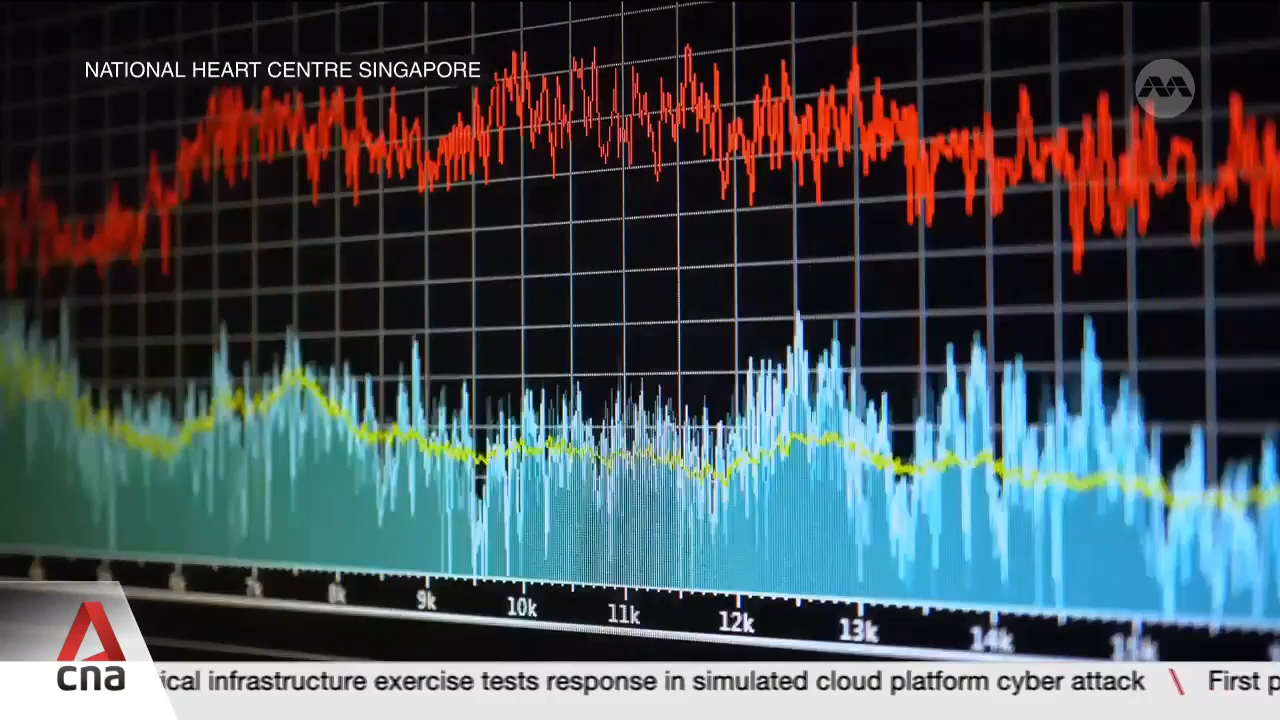 NATIONAL HEART CENTRE SINGAPORE
8k 9k 10k 11k 12k 13k 14k
cna
ical infrastructure exercise tests response in simulated cloud platform cyber attack \ First p